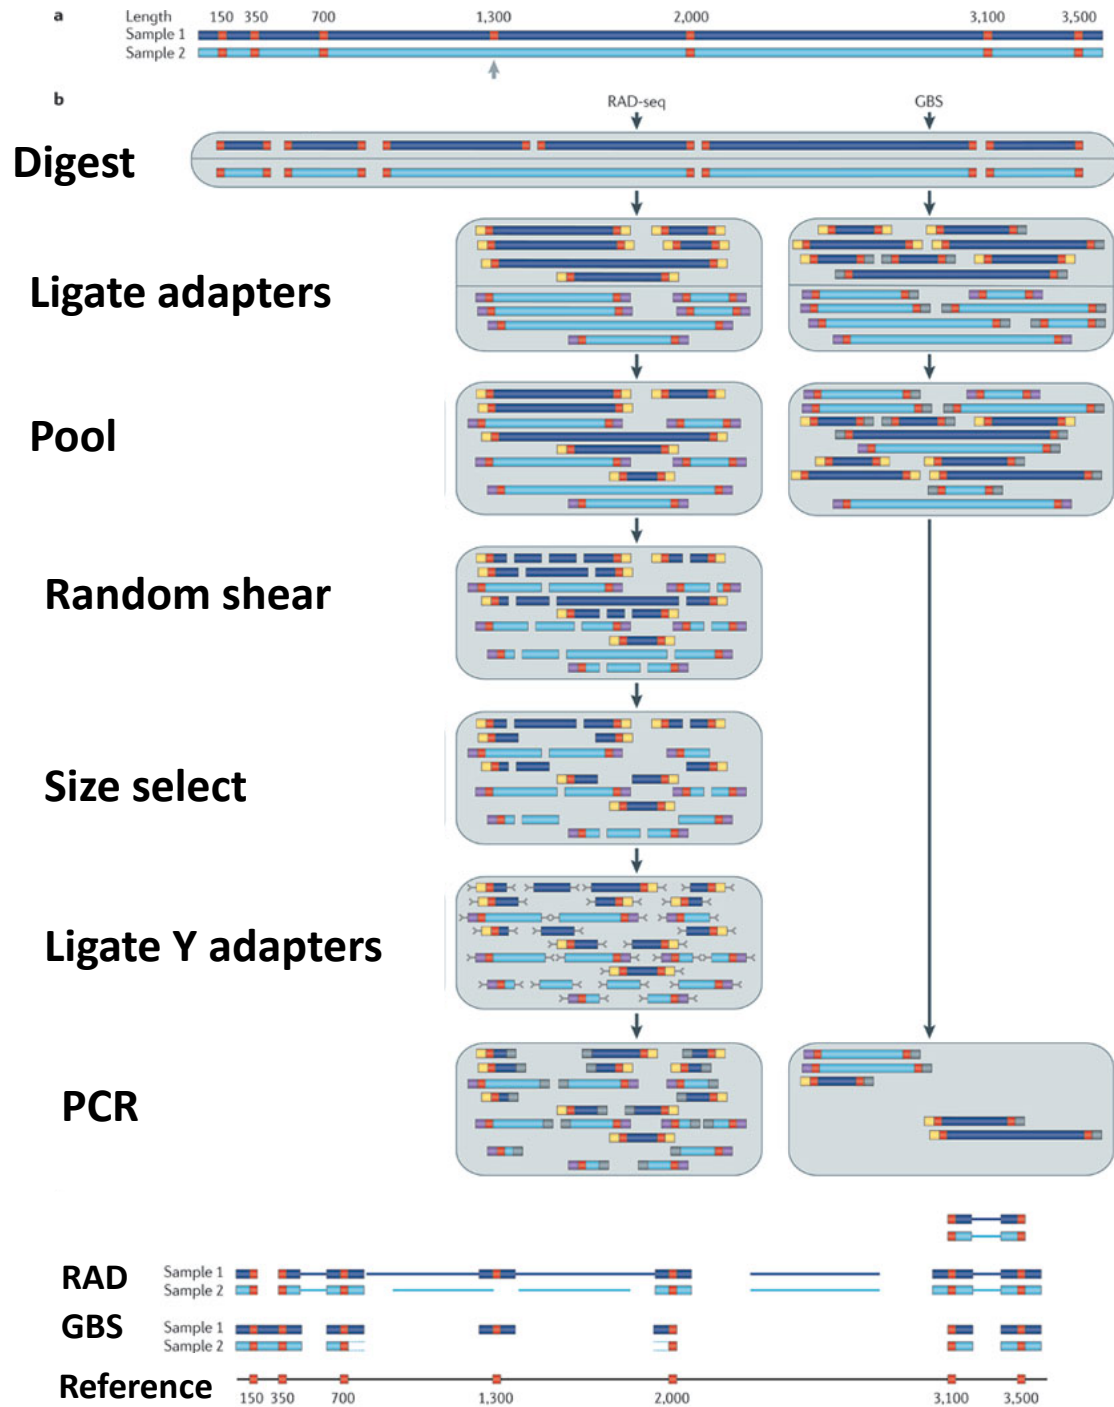 a Length 150 350 700 1,300 2,000 3,100 3,500
Sample 1
Sample 2
b RAD-seq GBS
Digest
Ligate adapters
Pool
Random shear
Size select
Ligate Y adapters
PCR
RAD Sample 1
Sample 2
GBS Sample 1
Sample 2
Reference
150 350 700 1,300 2,000 3,100 3,500